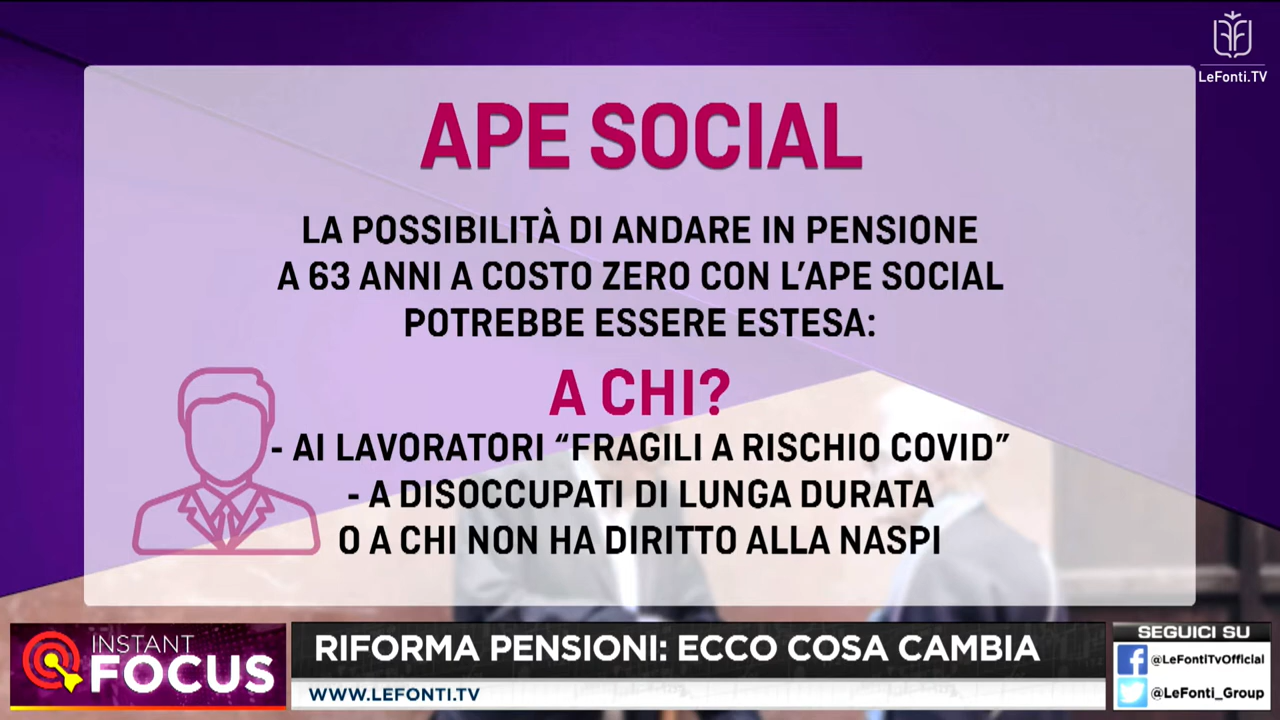 LeFonti.TV
APE SOCIAL
LA POSSIBILITÀ DI ANDARE IN PENSIONE
A 63 ANNI A COSTO ZERO CON L'APE SOCIAL
POTREBBE ESSERE ESTESA:
A CHI?
- AI LAVORATORI “FRAGILI A RISCHIO COVID”
- A DISOCCUPATI DI LUNGA DURATA
O A CHI NON HA DIRITTO ALLA NASPI
INSTANT
FOCUS
RIFORMA PENSIONI: ECCO COSA CAMBIA
WWW.LEFONTI.TV
SEGUICI SU
@LeFontiTvOfficial
@LeFonti_Group